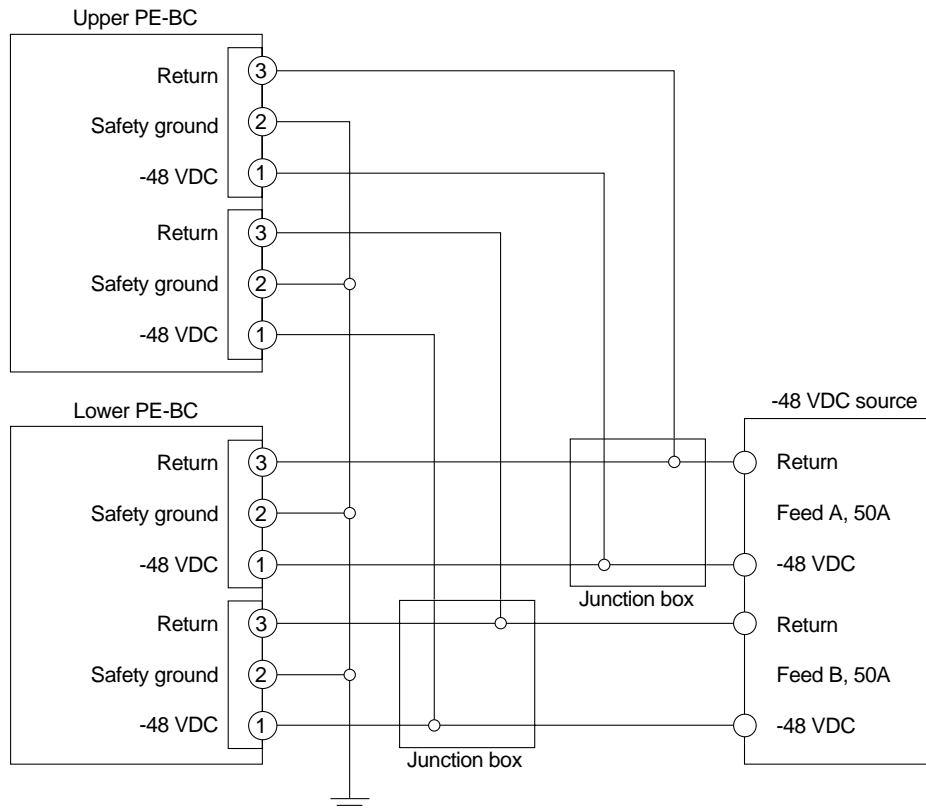 Upper PE-BC
Return 3
Safety ground 2
-48 VDC 1
Return 3
Safety ground 2
-48 VDC 1
Lower PE-BC
Return 3
Safety ground 2
-48 VDC 1
Return 3
Safety ground 2
-48 VDC 1
Junction box
Junction box
-48 VDC source
Return
Feed A, 50A
-48 VDC
Return
Feed B, 50A
-48 VDC